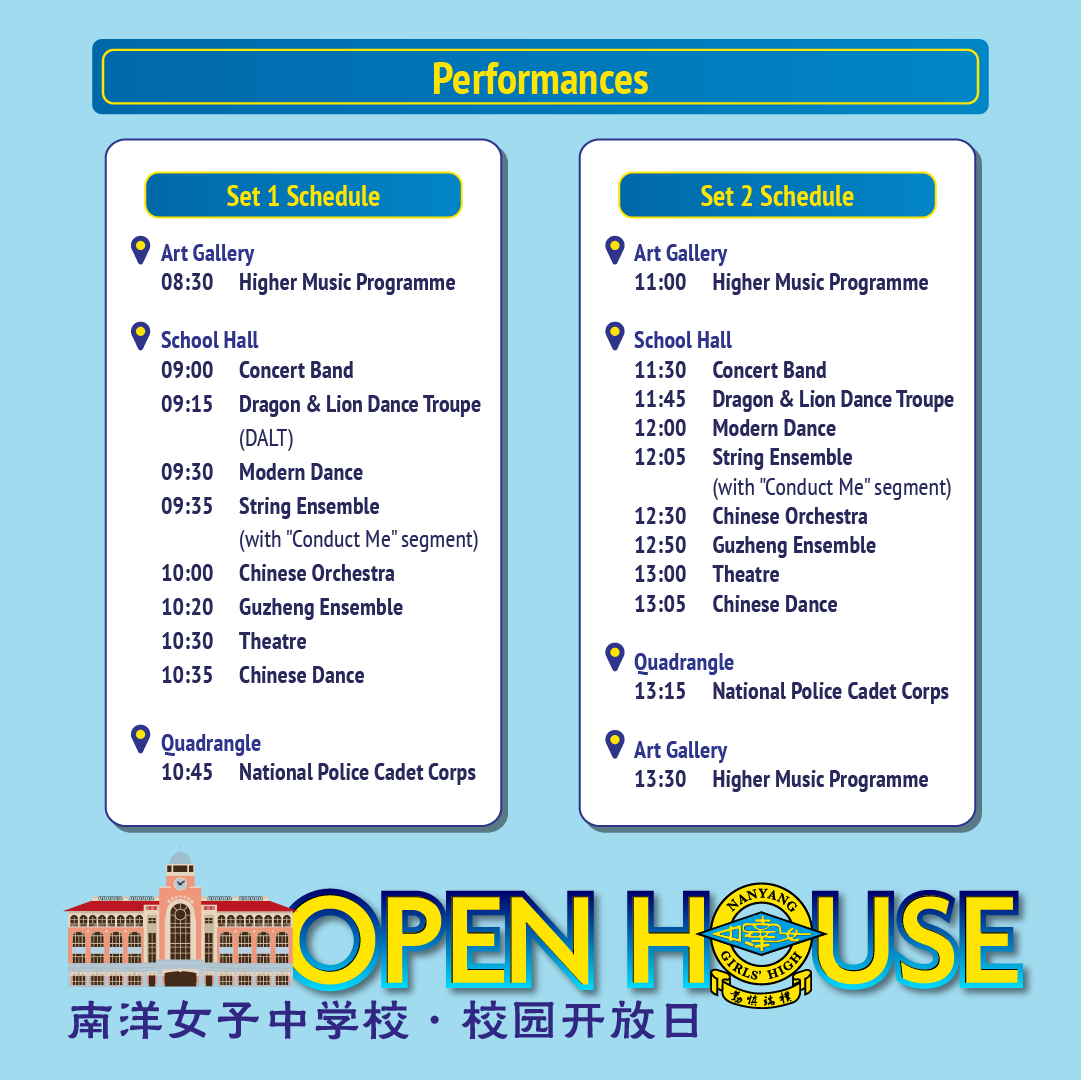 Performances
Set 1 Schedule
Art Gallery
08:30 Higher Music Programme
School Hall
09:00 Concert Band
09:15 Dragon & Lion Dance Troupe
(DALT)
09:30 Modern Dance
09:35 String Ensemble
(with "Conduct Me" segment)
10:00 Chinese Orchestra
10:20 Guzheng Ensemble
10:30 Theatre
10:35 Chinese Dance
Quadrangle
10:45 National Police Cadet Corps
Set 2 Schedule
Art Gallery
11:00 Higher Music Programme
School Hall
11:30 Concert Band
11:45 Dragon & Lion Dance Troupe
12:00 Modern Dance
12:05 String Ensemble
(with "Conduct Me" segment)
12:30 Chinese Orchestra
12:50 Guzheng Ensemble
13:00 Theatre
13:05 Chinese Dance
Quadrangle
13:15 National Police Cadet Corps
Art Gallery
13:30 Higher Music Programme
OPEN HOUSE
NANYANG
GIRLS' HIGH
南洋女子中学校·校园开放日